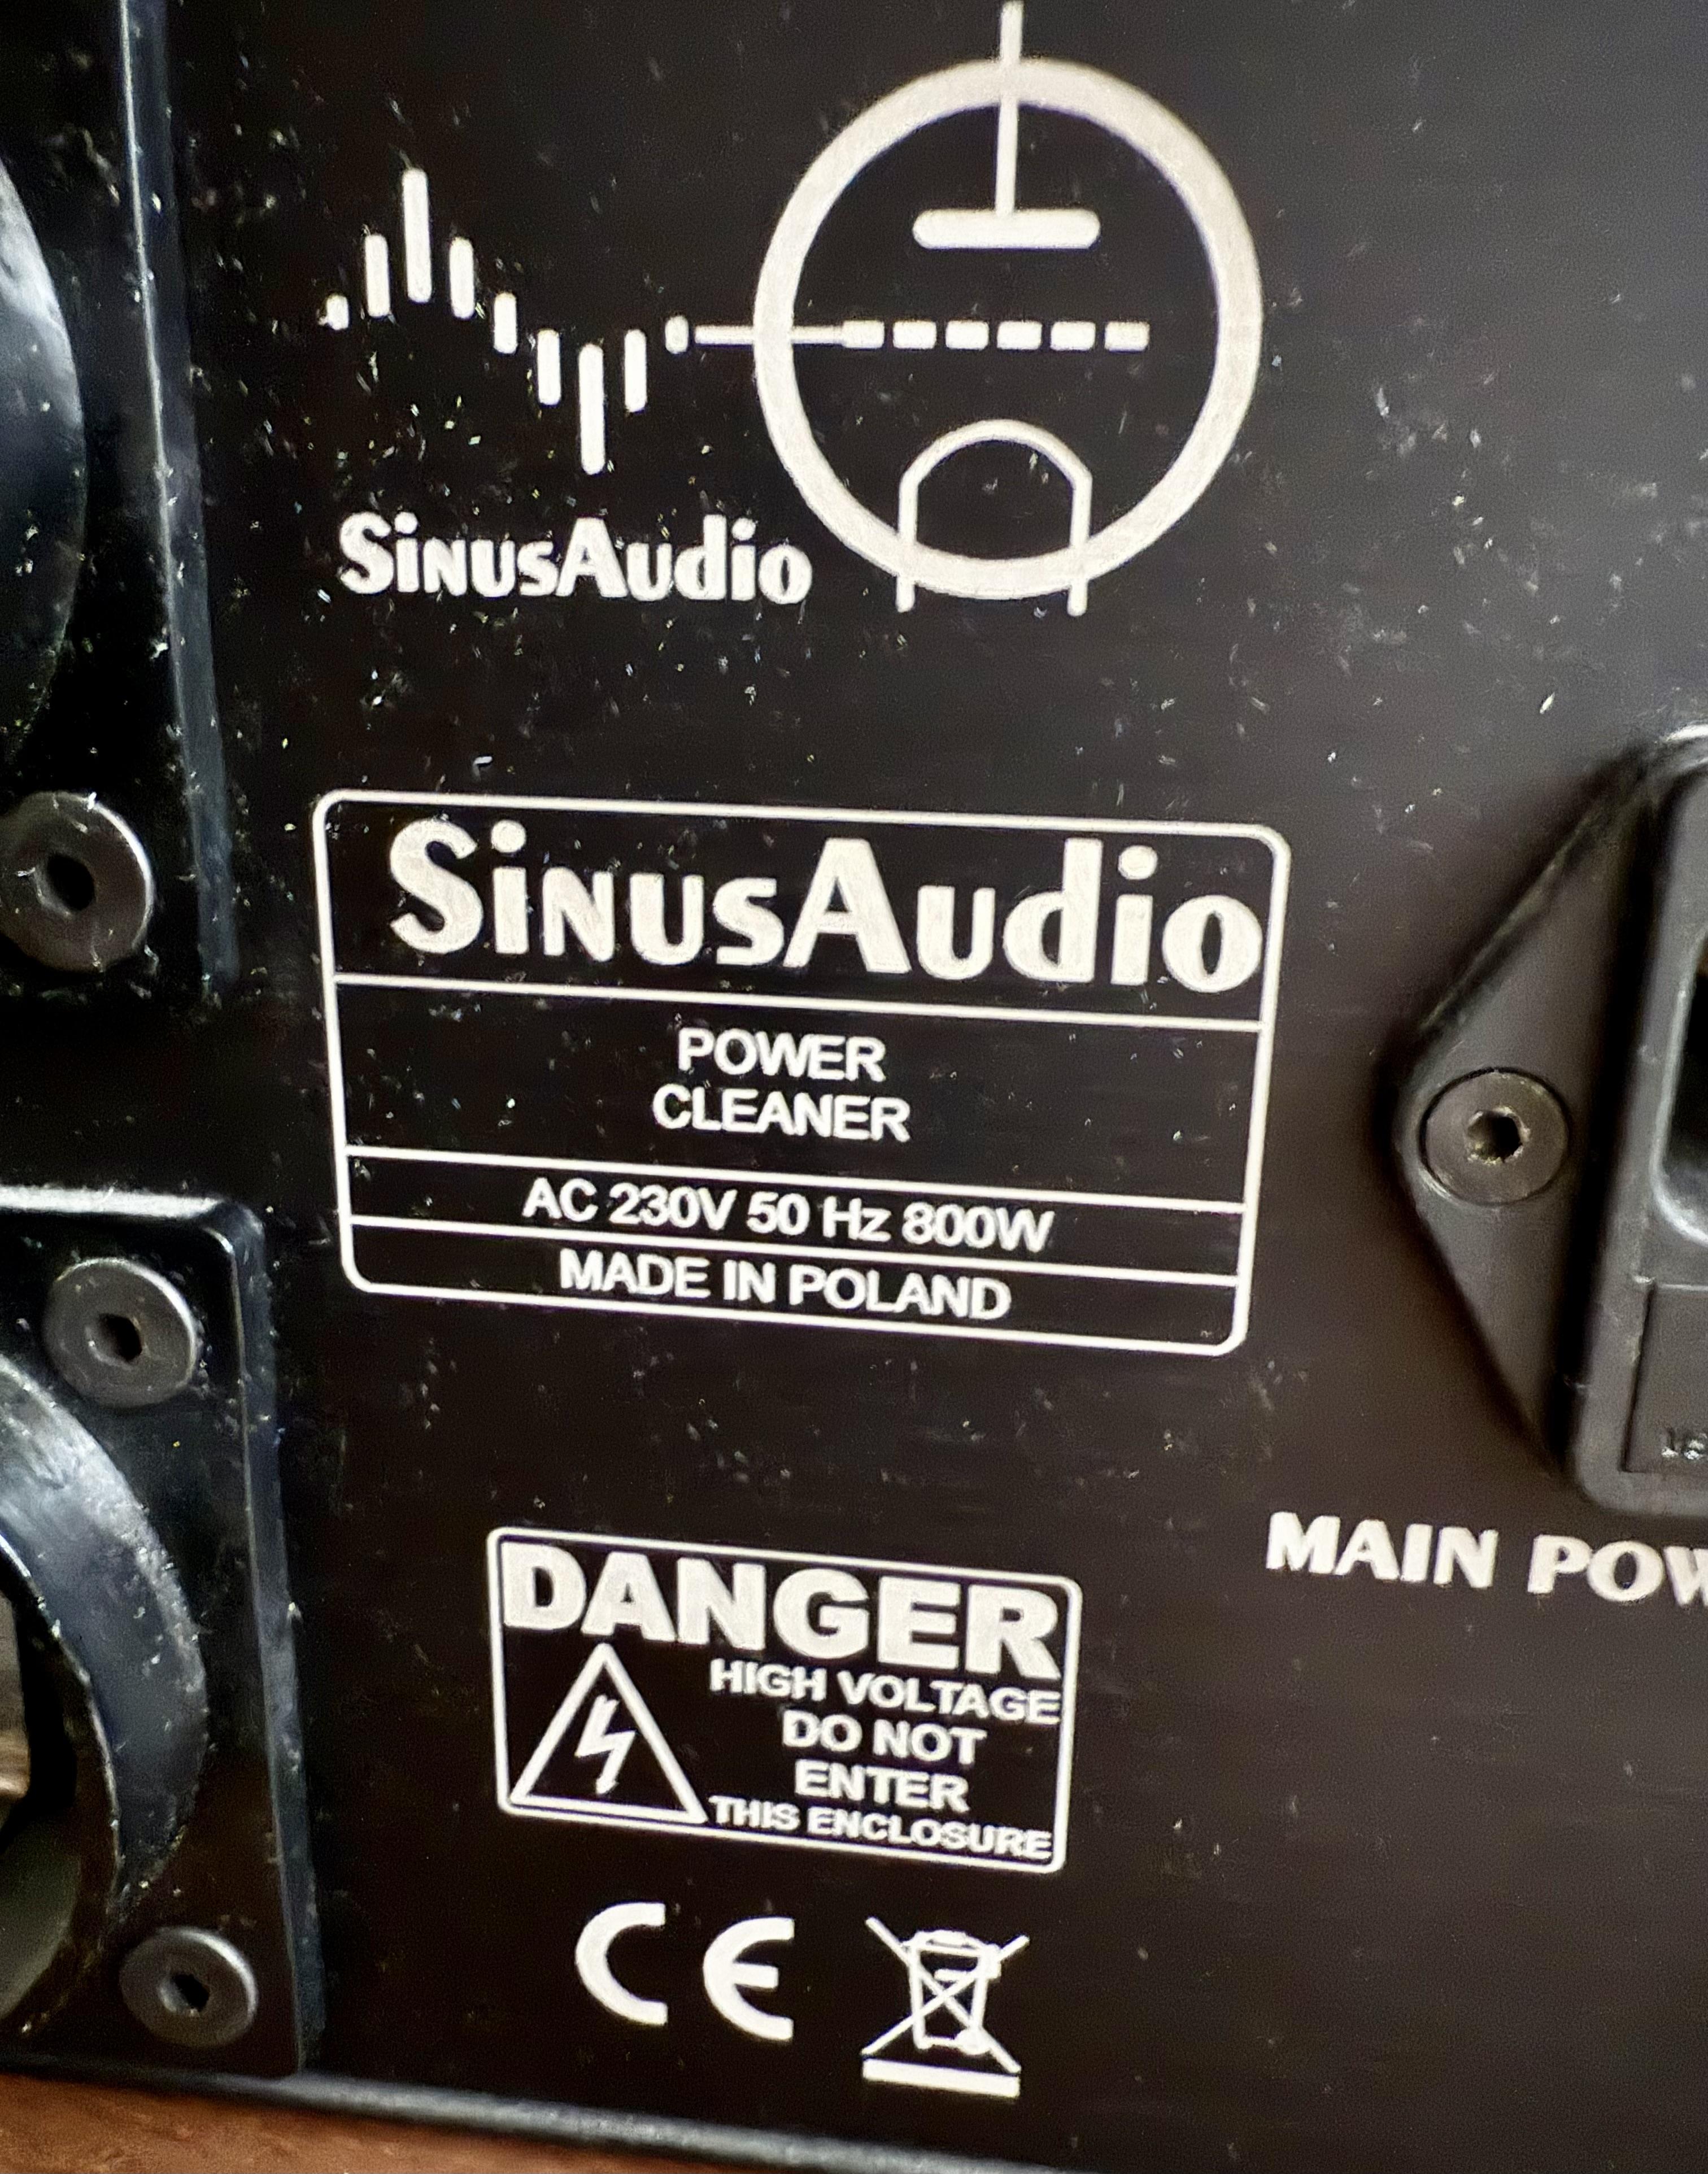 SinusAudio
SinusAudio
POWER
CLEANER
AC 230V 50 Hz 800W
MADE IN POLAND
MAIN POW
DANGER
HIGH VOLTAGE
DO NOT
ENTER
THIS ENCLOSURE
CE